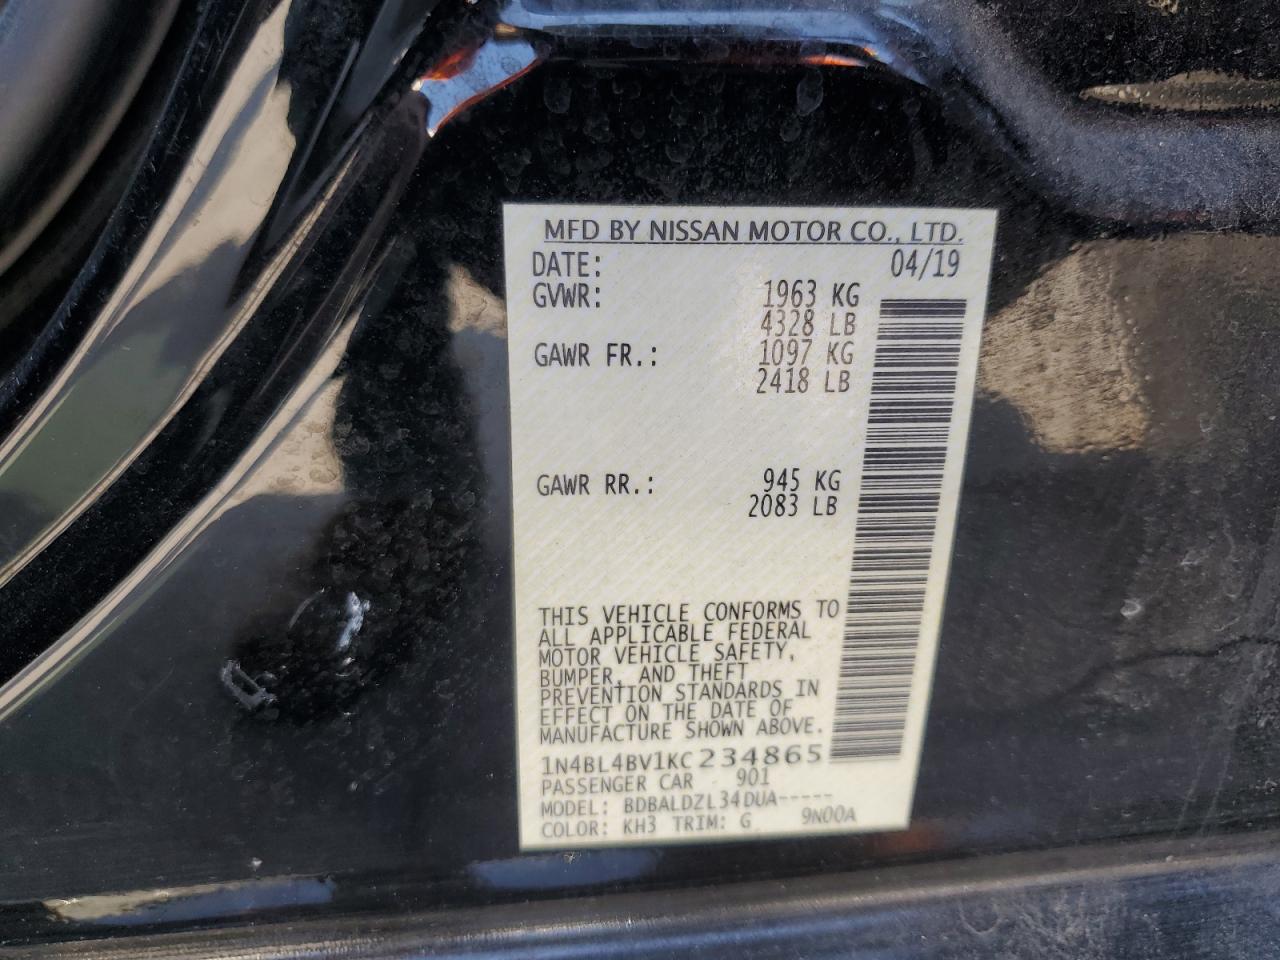 MFD BY NISSAN MOTOR CO., LTD.
DATE: 04/19
GVWR: 1963 KG
4328 LB
GAWR FR.: 1097 KG
2418 LB
GAWR RR.: 945 KG
2083 LB
THIS VEHICLE CONFORMS TO
ALL APPLICABLE FEDERAL
MOTOR VEHICLE SAFETY,
BUMPER, AND THEFT
PREVENTION STANDARDS IN
EFFECT ON THE DATE OF
MANUFACTURE SHOWN ABOVE.
1N4BL4BV1KC234865
PASSENGER CAR 901
MODEL: BDBALDZL34DUA-----
COLOR: KH3 TRIM: G 9N00A